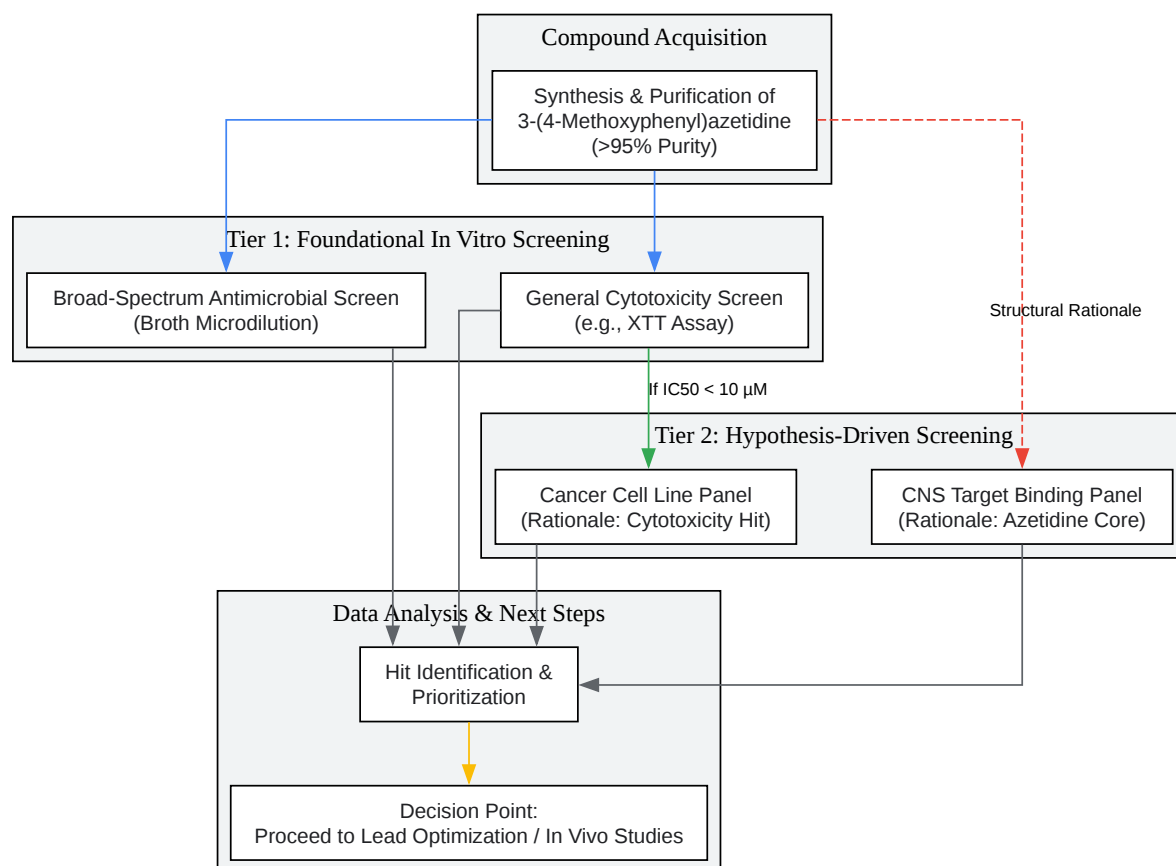 Compound Acquisition
Synthesis & Purification of
3-(4-Methoxyphenyl)azetidine
(>95% Purity)
Tier 1: Foundational In Vitro Screening
Broad-Spectrum Antimicrobial Screen
(Broth Microdilution)
General Cytotoxicity Screen
(e.g., XTT Assay)
Structural Rationale
If IC50 < 10 µM
Tier 2: Hypothesis-Driven Screening
Cancer Cell Line Panel
(Rationale: Cytotoxicity Hit)
CNS Target Binding Panel
(Rationale: Azetidine Core)
Data Analysis & Next Steps
Hit Identification &
Prioritization
Decision Point:
Proceed to Lead Optimization / In Vivo Studies